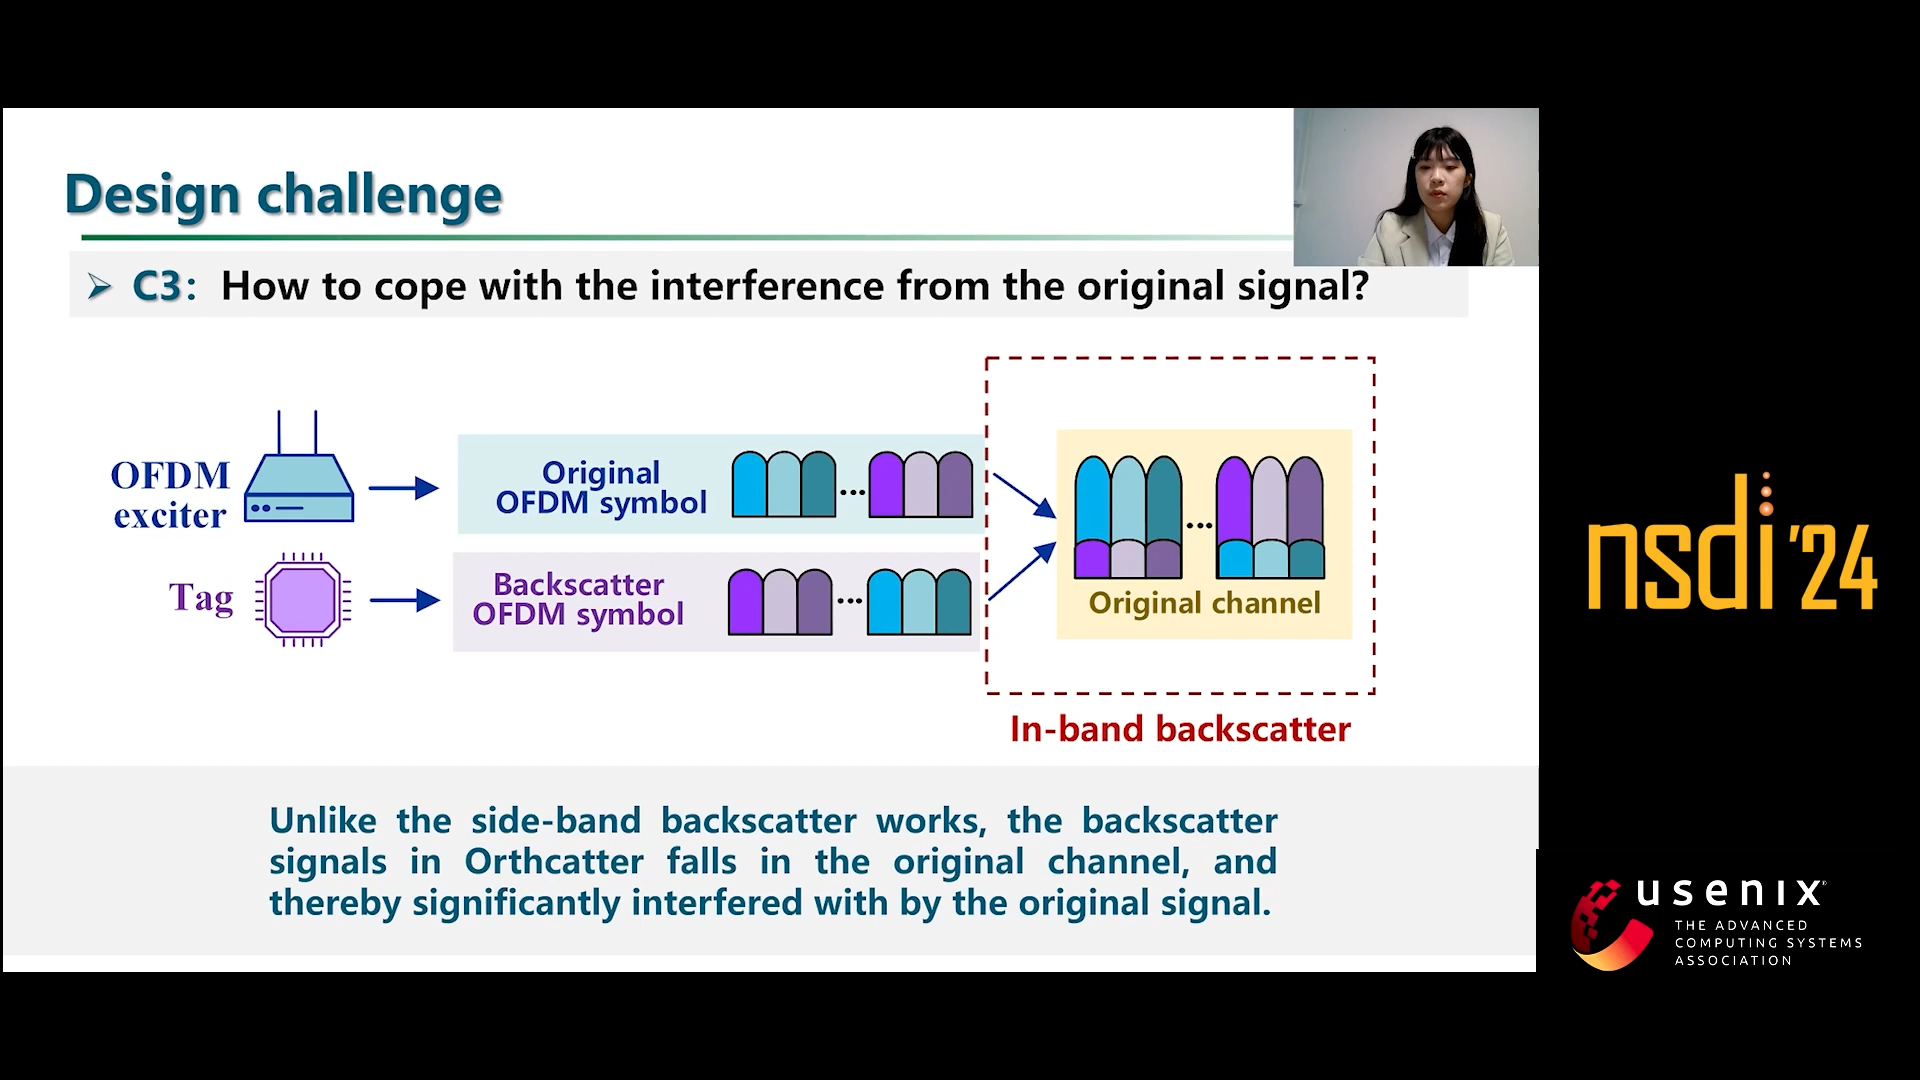 Design challenge
➢ C3: How to cope with the interference from the original signal?
OFDM
exciter
Original
OFDM symbol
...
Tag
Backscatter
OFDM symbol
...
...
Original channel
In-band backscatter
Unlike the side-band backscatter works, the backscatter
signals in Orthcatter falls in the original channel, and
thereby significantly interfered with by the original signal.
nsdi '24
usenix®
THE ADVANCED
COMPUTING SYSTEMS
ASSOCIATION